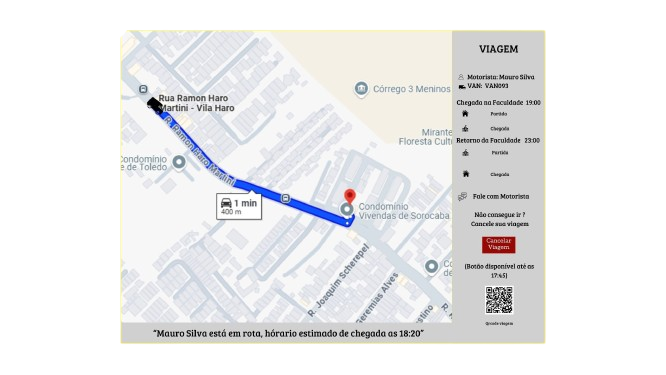 Rua Ramon Haro
Martini - Vila Haro
R. Ramon Haro Martini
Córrego 3 Meninos
Mirante
Floresta Cultu
Condomínio
e de Toledo
1 min
400 m
Condomínio
Vivendas de Sorocaba
R. Joaquim Scherepel
Geremias Alves
Co
de
"Mauro Silva está em rota, hórario estimado de chegada as 18:20"
VIAGEM
Motorista: Mauro Silva
VAN: VAN093
Chegada na Faculdade 19:00
Partida
Chegada
Retorno da Faculdade 23:00
Partida
Chegada
Fale com Motorista
Não consegue ir ?
Cancele sua viagem
Cancelar
Viagem
(Botão disponível até as
17:45)
Qrcode viagem